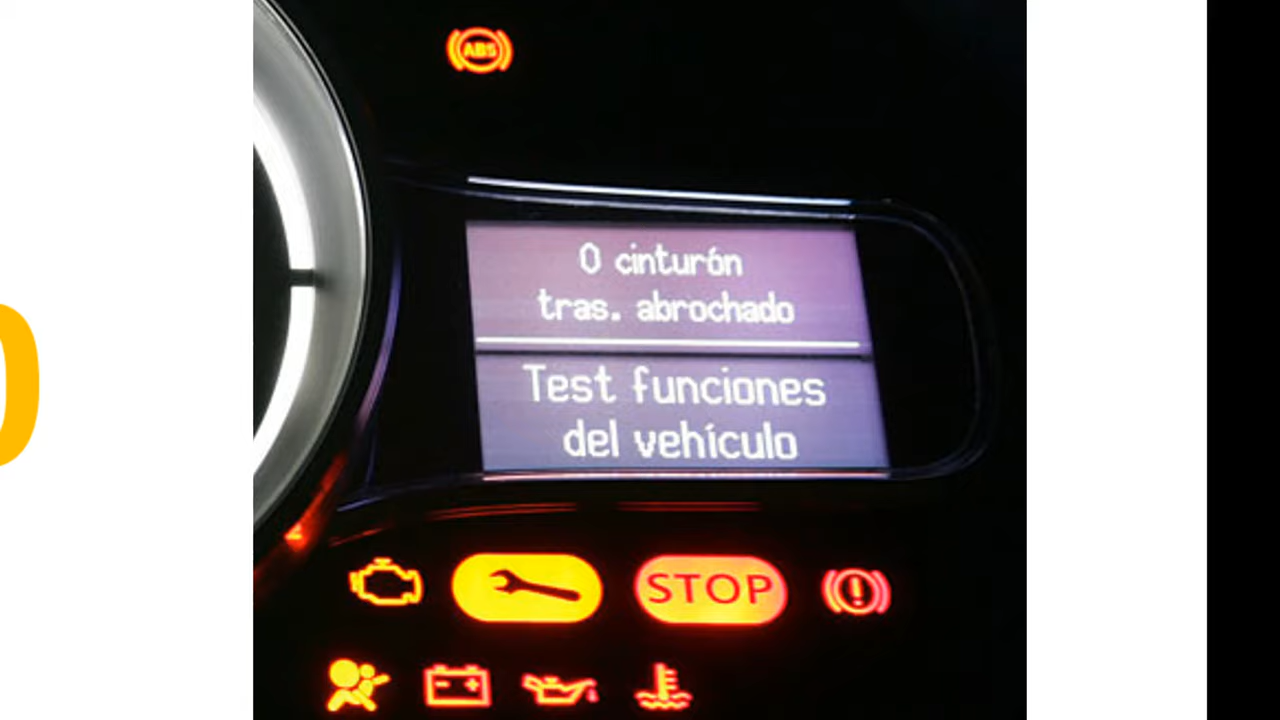 ABS
0 cinturón
tras. abrochado
Test funciones
del vehículo
STOP